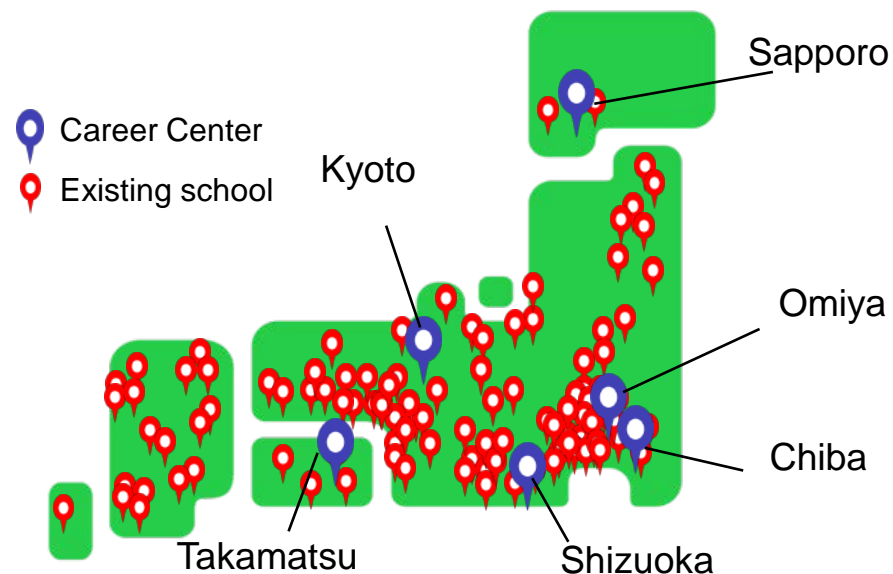 Sapporo
Career Center
Kyoto
Existing school
Omiya
Chiba
Takamatsu
Shizuoka